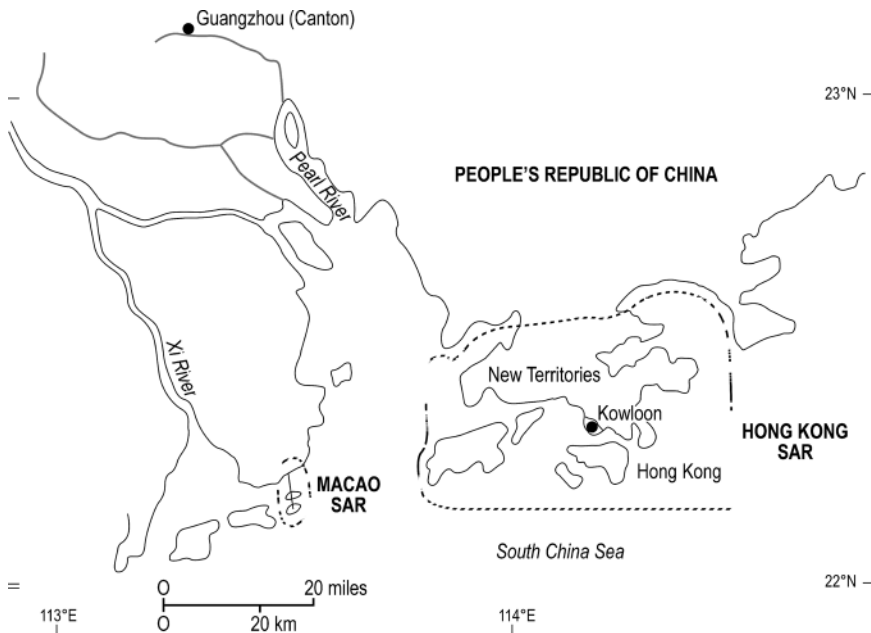 Guangzhou (Canton)
23°N
Pearl River
PEOPLE'S REPUBLIC OF CHINA
Xi River
New Territories
Kowloon
HONG KONG
SAR
Hong Kong
MACAO
SAR
South China Sea
O 20 miles
O 20 km
22°N
113°E
114°E